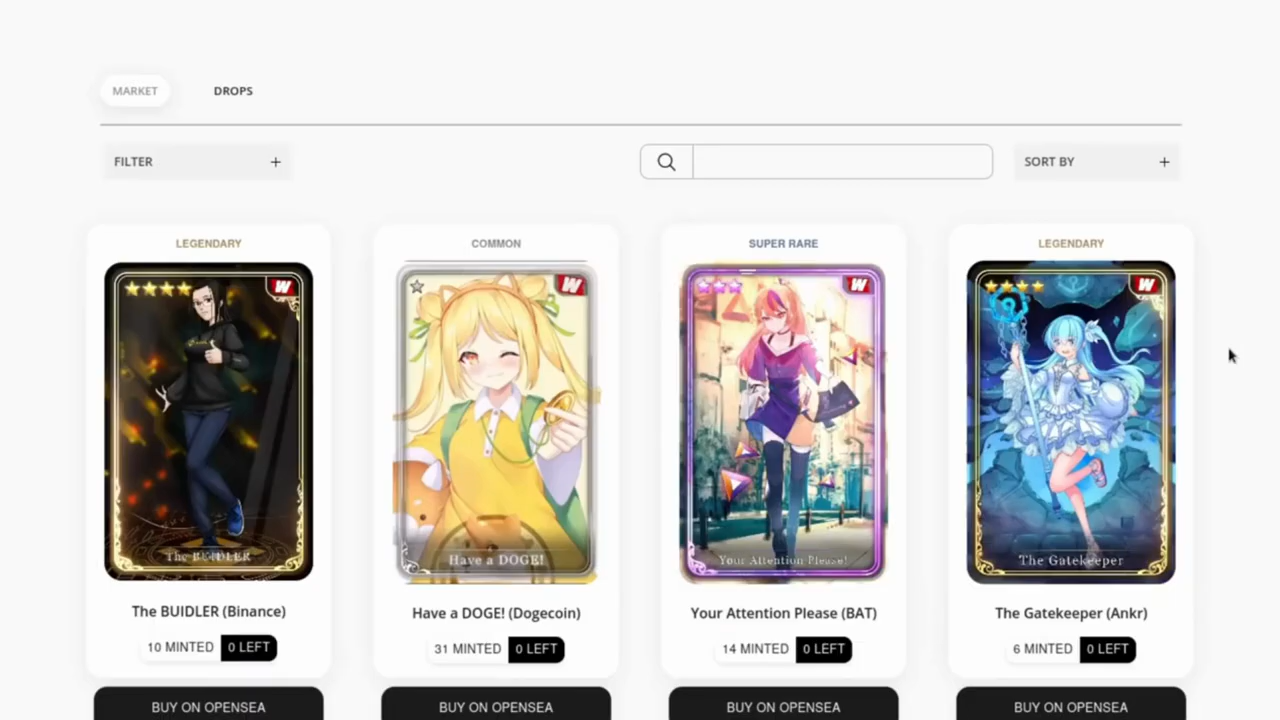 MARKET DROPS
FILTER + SORT BY +
LEGENDARY COMMON SUPER RARE LEGENDARY
W W W W
The BUIDLER Have a DOGE! Your Attention Please! The Gatekeeper
The BUIDLER (Binance) Have a DOGE! (Dogecoin) Your Attention Please (BAT) The Gatekeeper (Ankr)
10 MINTED 0 LEFT 31 MINTED 0 LEFT 14 MINTED 0 LEFT 6 MINTED 0 LEFT
BUY ON OPENSEA BUY ON OPENSEA BUY ON OPENSEA BUY ON OPENSEA